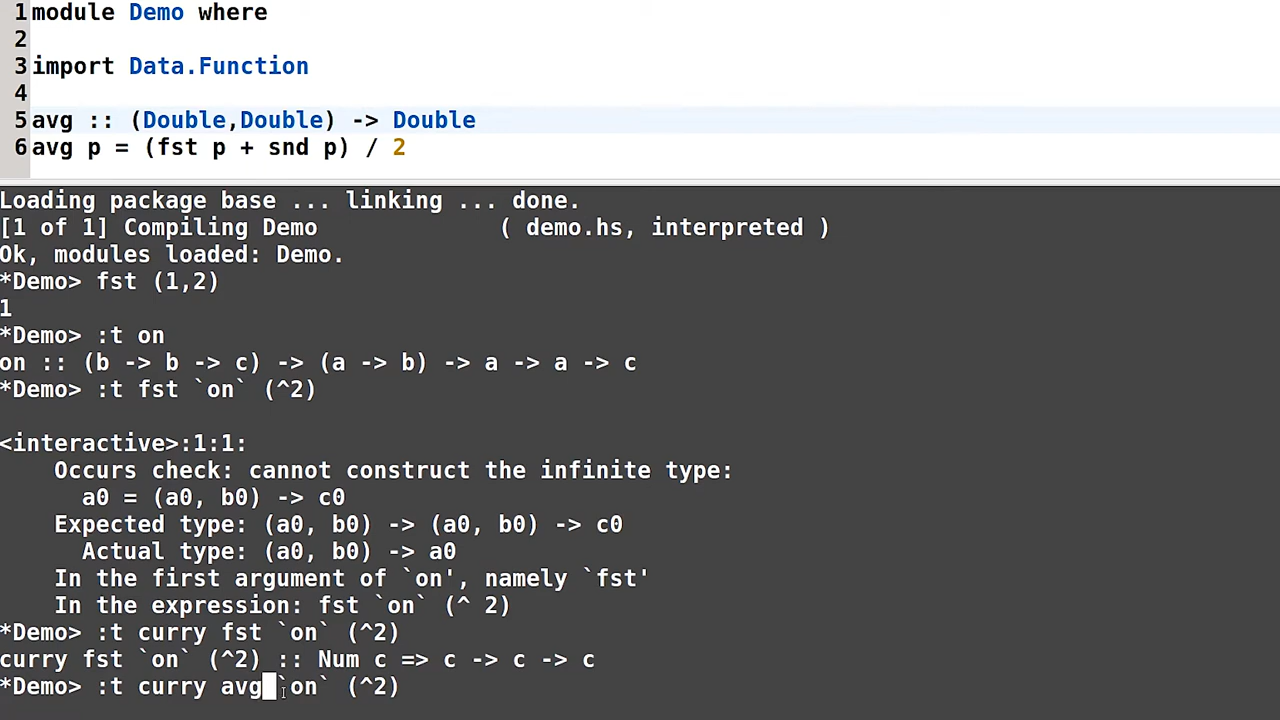 1 module Demo where
2
3 import Data.Function
4
5 avg :: (Double,Double) -> Double
6 avg p = (fst p + snd p) / 2
Loading package base ... linking ... done.
[1 of 1] Compiling Demo             ( demo.hs, interpreted )
Ok, modules loaded: Demo.
*Demo> fst (1,2)
1
*Demo> :t on
on :: (b -> b -> c) -> (a -> b) -> a -> a -> c
*Demo> :t fst `on` (^2)
<interactive>:1:1:
    Occurs check: cannot construct the infinite type:
      a0 = (a0, b0) -> c0
    Expected type: (a0, b0) -> (a0, b0) -> c0
      Actual type: (a0, b0) -> a0
    In the first argument of `on', namely `fst'
    In the expression: fst `on` (^ 2)
*Demo> :t curry fst `on` (^2)
curry fst `on` (^2) :: Num c => c -> c -> c
*Demo> :t curry avg `on` (^2)